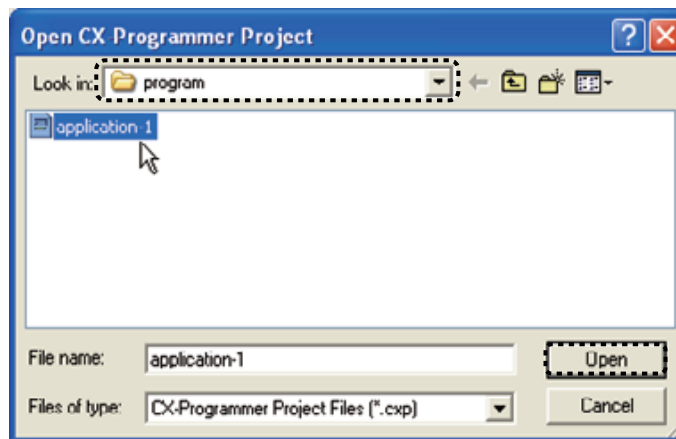 Open CX Programmer Project
Look in: program
application-1
File name: application-1 Open
Files of type: CX-Programmer Project Files (*.cxp) Cancel